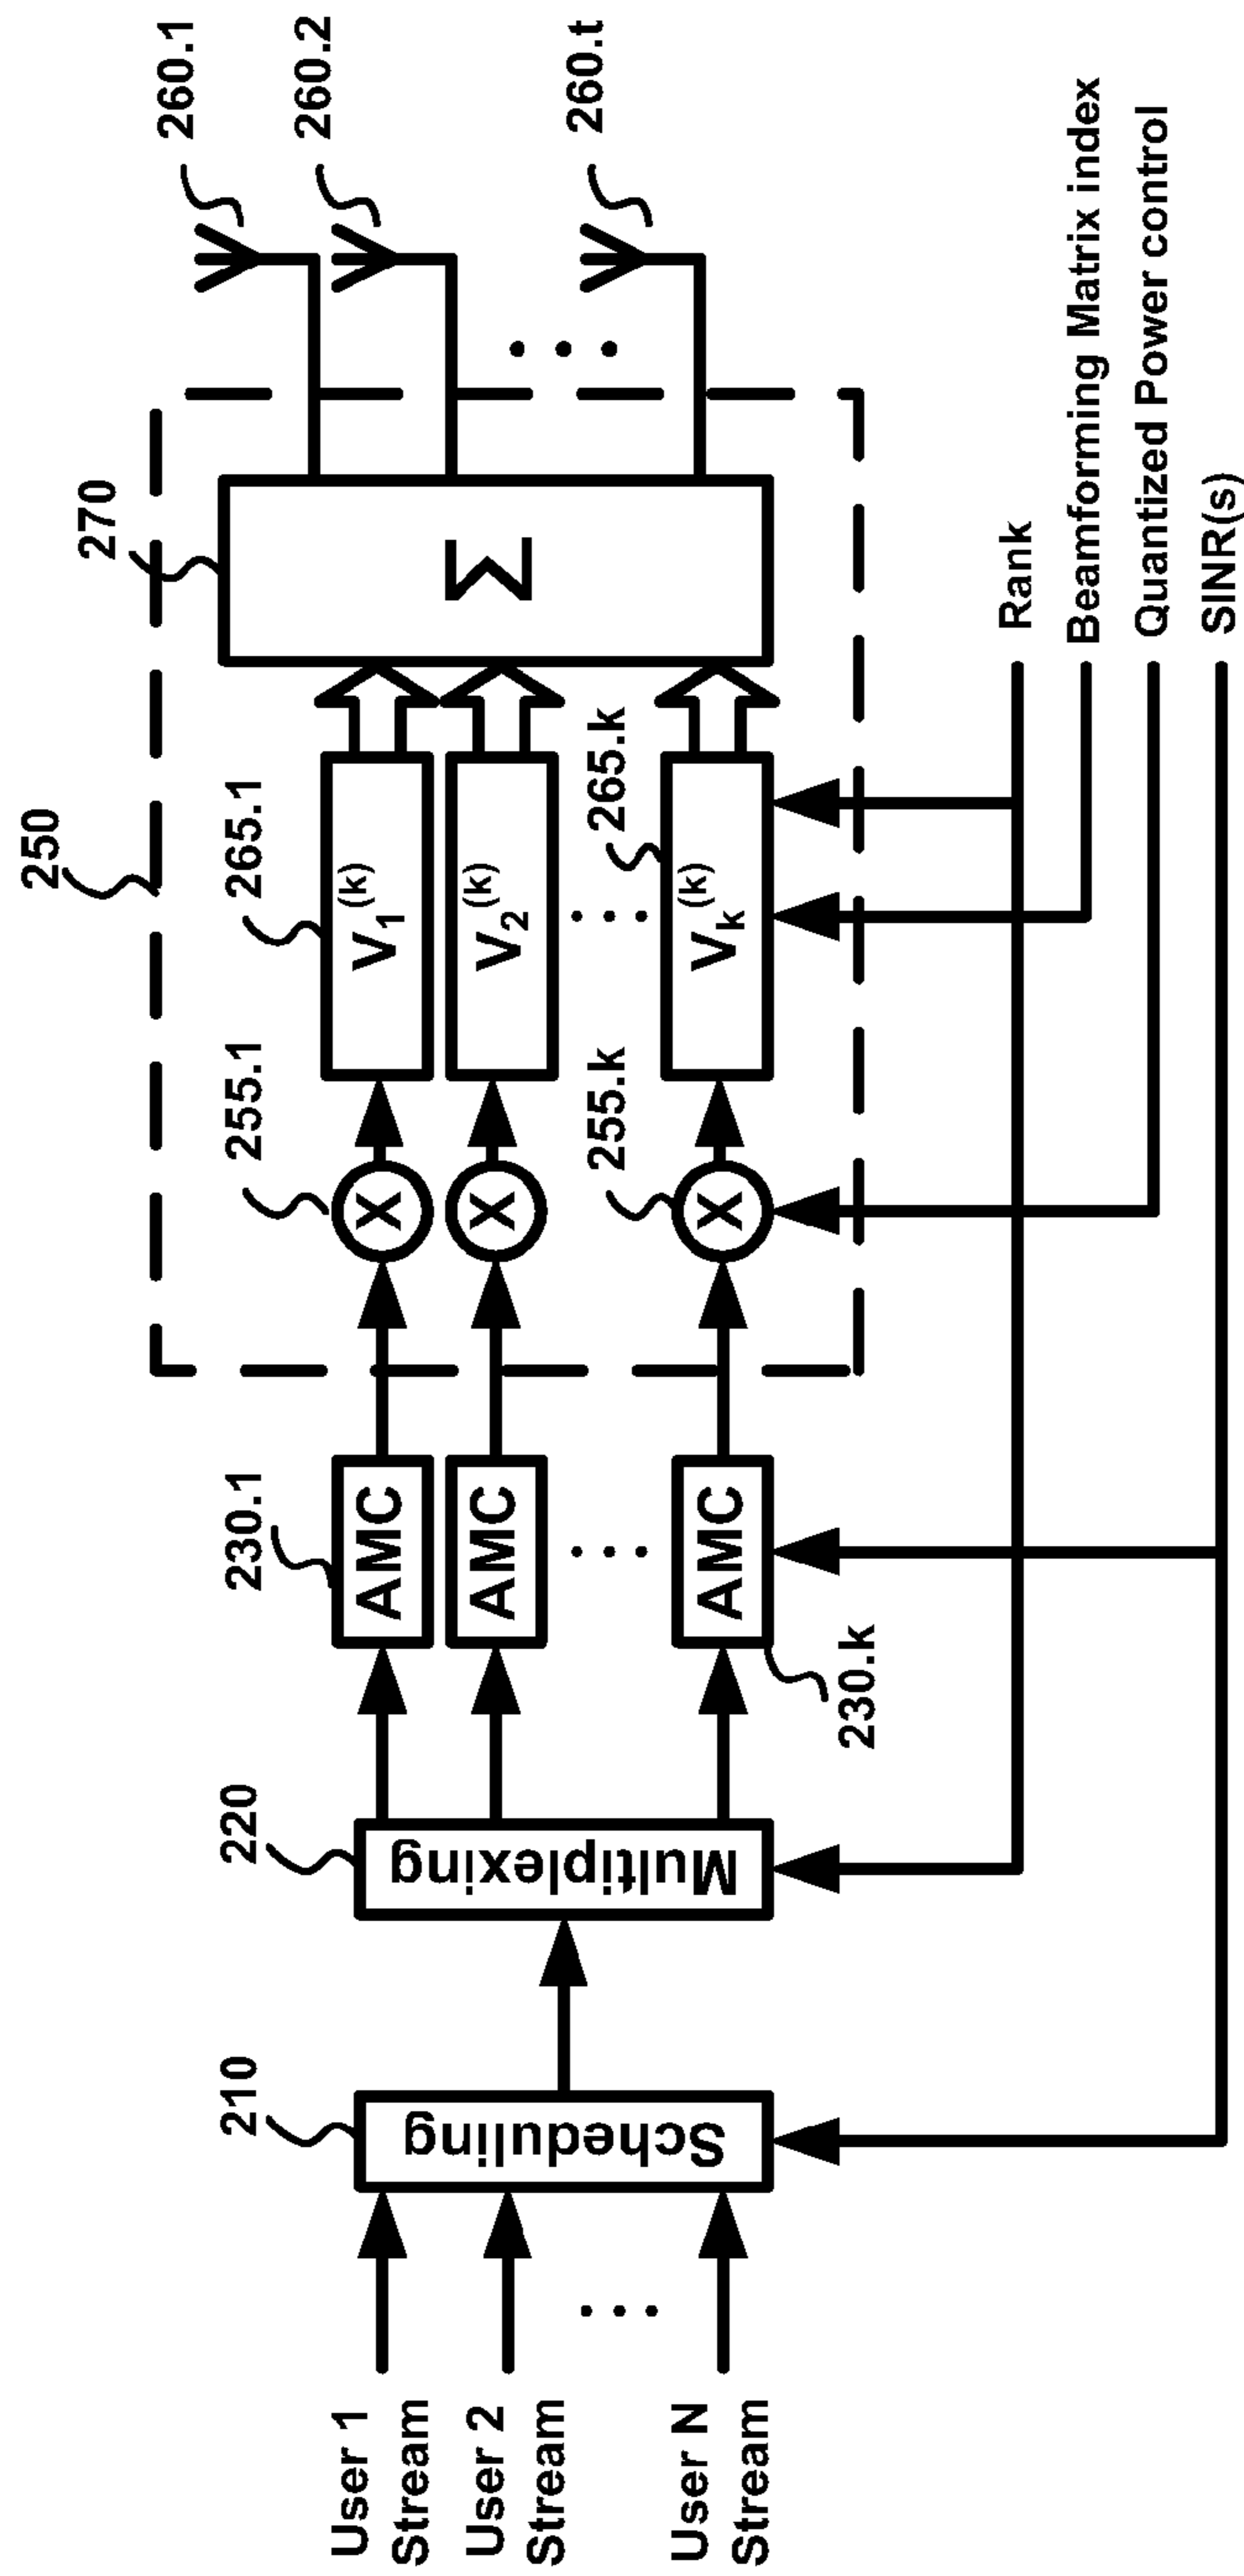 250
270
260.1
260.2
260.t
210
220
230.1
255.1
265.1
User 1
Stream
User 2
Stream
User N
Stream
Scheduling
Multiplexing
AMC
AMC
AMC
X
X
X
V1(k)
V2(k)
Vk(k)
Σ
230.k
255.k
265.k
Rank
Beamforming Matrix index
Quantized Power control
SINR(s)